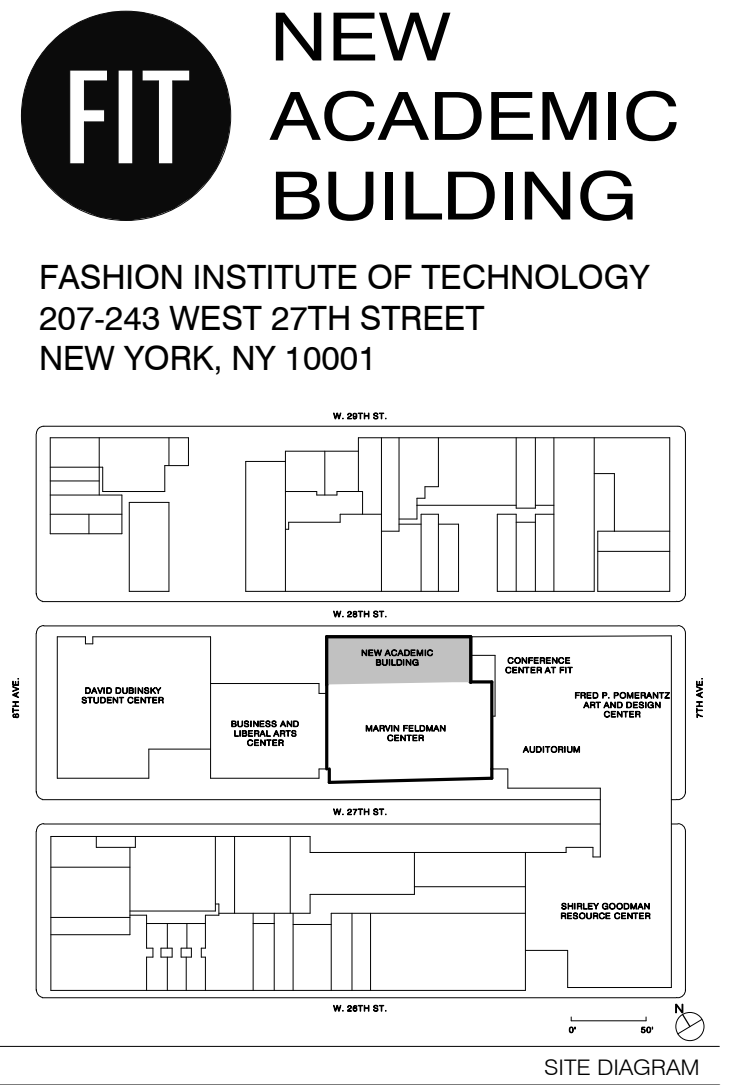 FIT
NEW
ACADEMIC
BUILDING
FASHION INSTITUTE OF TECHNOLOGY
207-243 WEST 27TH STREET
NEW YORK, NY 10001
W. 29TH ST.
W. 28TH ST.
8TH AVE.
DAVID DUBINSKY
STUDENT CENTER
BUSINESS AND
LIBERAL ARTS
CENTER
NEW ACADEMIC
BUILDING
MARVIN FELDMAN
CENTER
CONFERENCE
CENTER AT FIT
FRED P. POMERANTZ
ART AND DESIGN
CENTER
AUDITORIUM
7TH AVE.
W. 27TH ST.
SHIRLEY GOODMAN
RESOURCE CENTER
W. 26TH ST.
0'
50'
N
SITE DIAGRAM